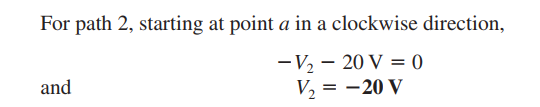 For path 2, starting at point a in a clockwise direction,
−V₂ − 20 V = 0
and V₂ = −20 V